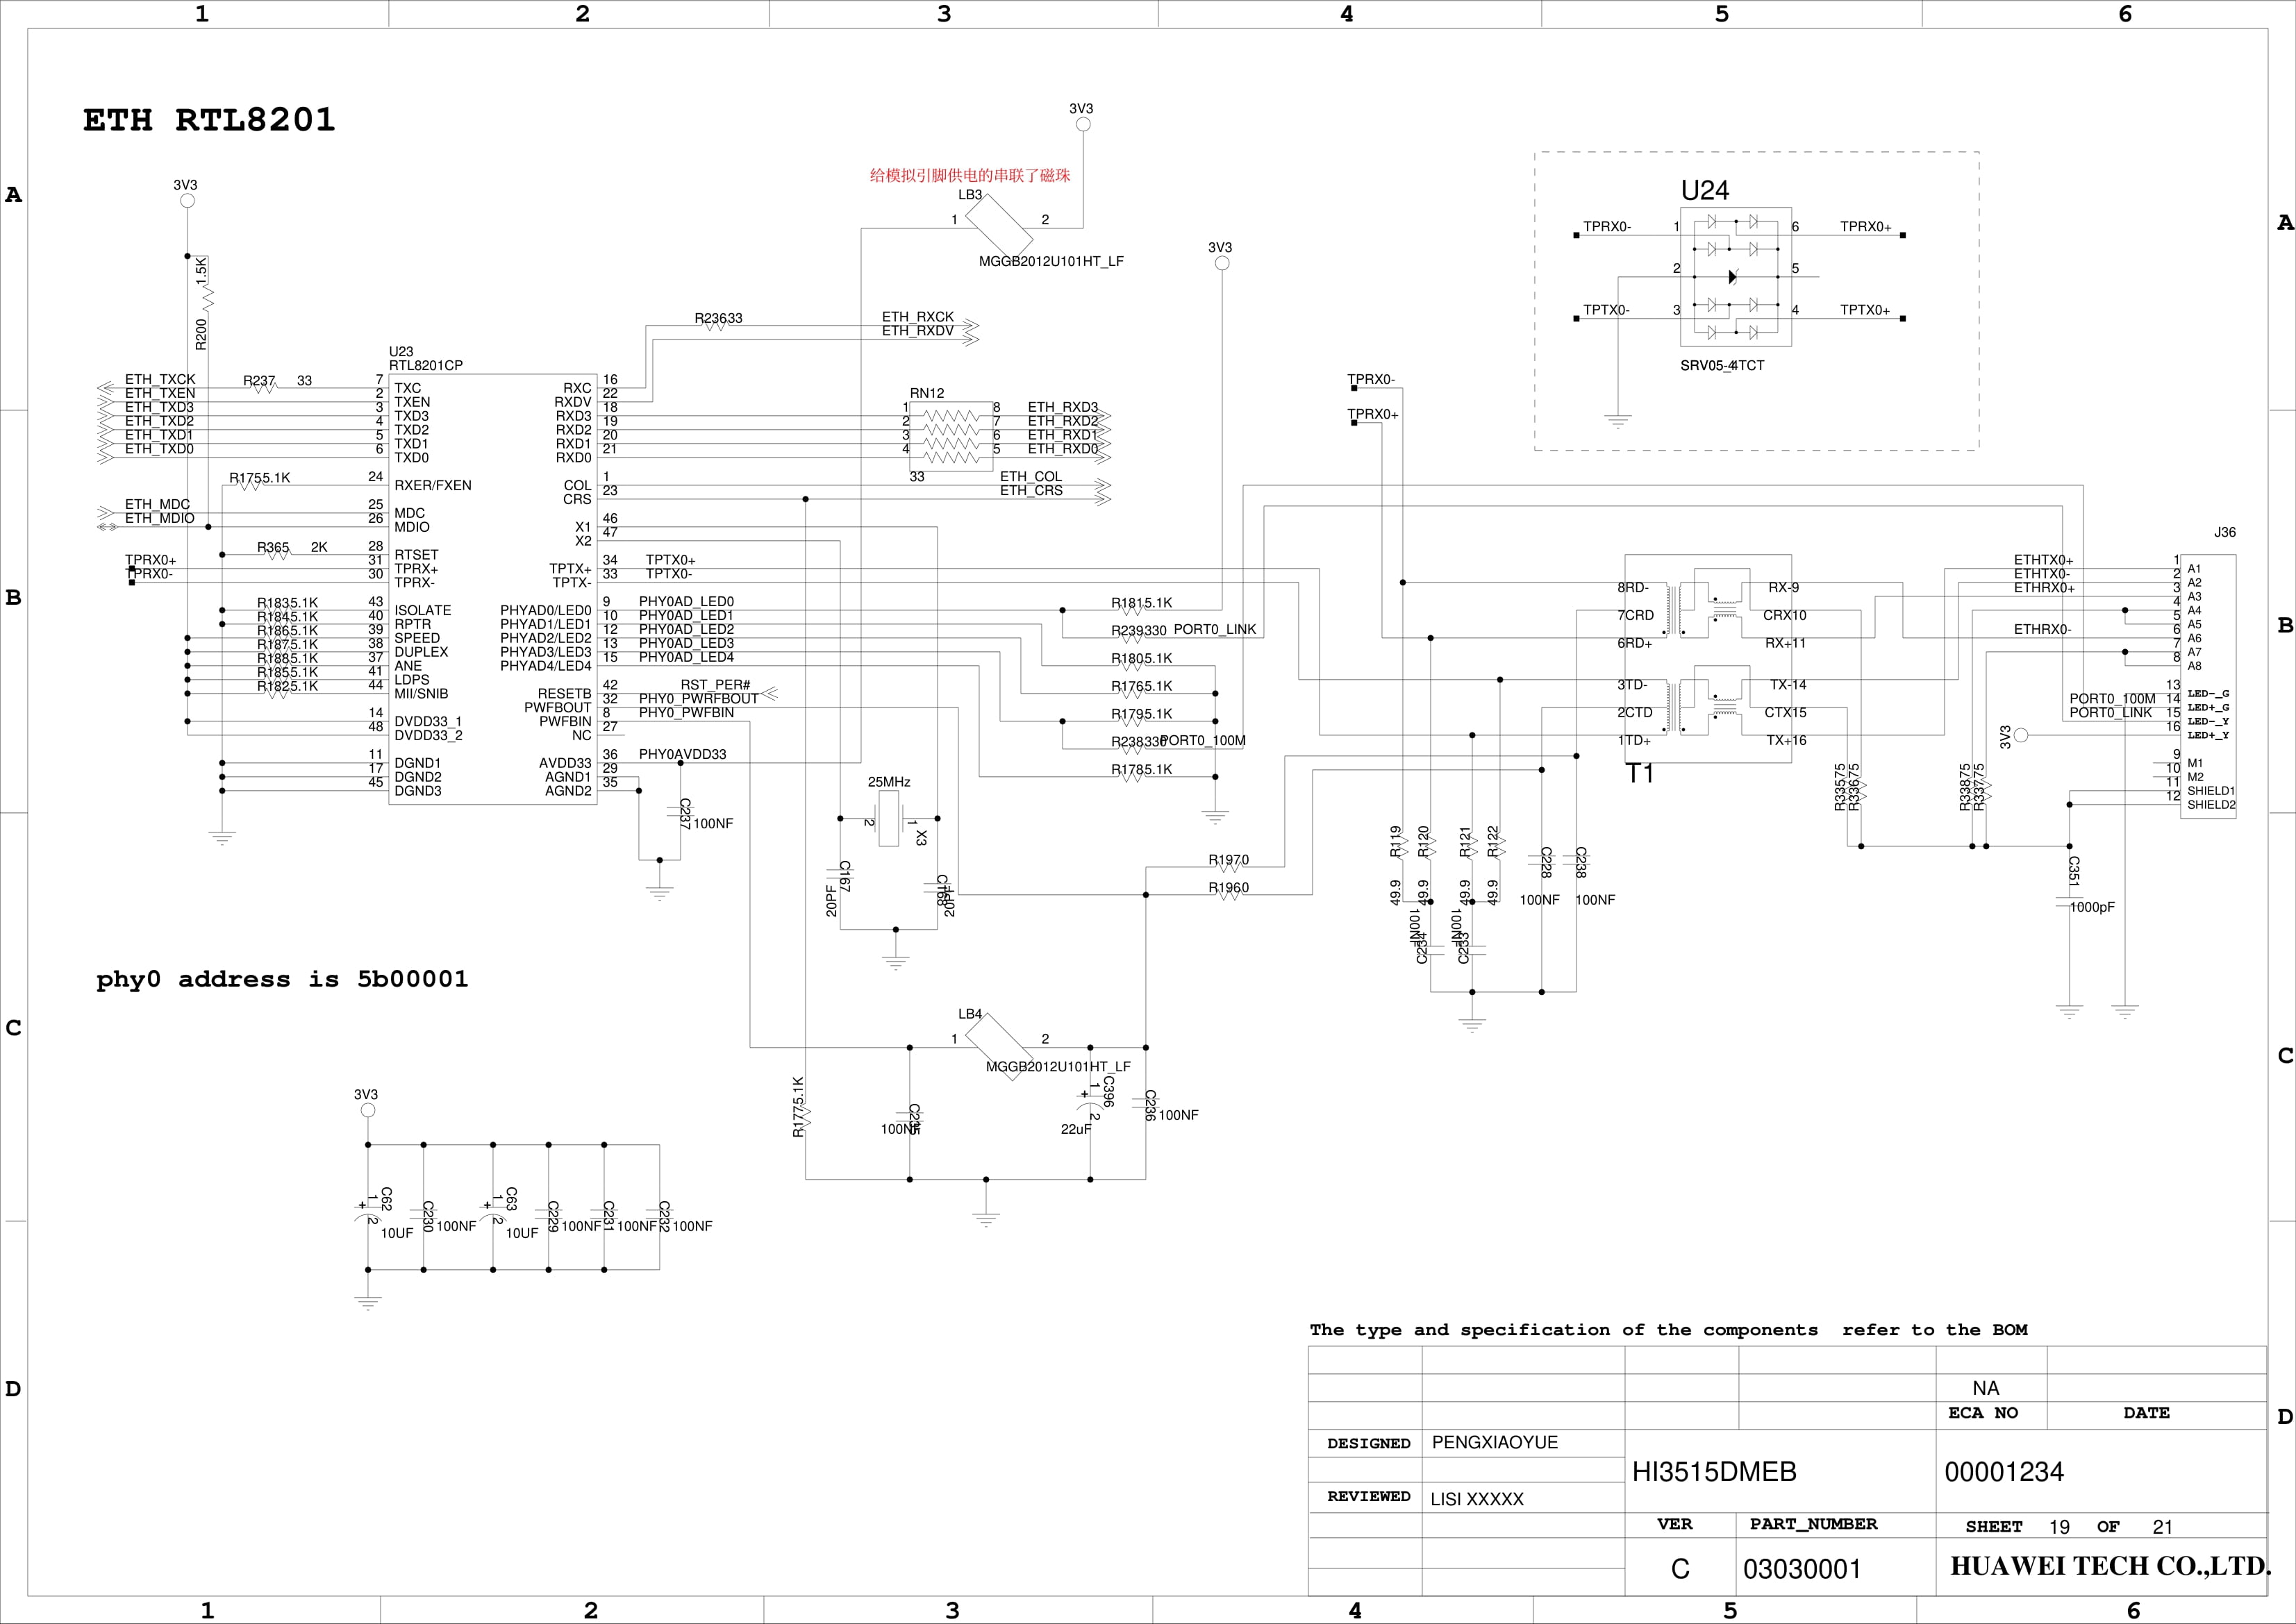 1 2 3 4 5 6
ETH RTL8201
A
A
B
B
C
C
D
D
3V3
给模拟引脚供电的串联了磁珠
LB3
1 2
MGGB2012U101HT_LF
3V3
1.5K
R200
3V3
U24
TPRX0- 1 6 TPRX0+
2 5
TPTX0- 3 4 TPTX0+
SRV05-4TCT
R23633 ETH_RXCK
ETH_RXDV
U23
RTL8201CP
ETH_TXCK R237 33 7 TXC
ETH_TXEN 2 TXEN
ETH_TXD3 3 TXD3
ETH_TXD2 4 TXD2
ETH_TXD1 5 TXD1
ETH_TXD0 6 TXD0
R1755.1K 24 RXER/FXEN
ETH_MDC 25 MDC
ETH_MDIO 26 MDIO
R365 2K 28 RTSET
TPRX0+ 31 TPRX+
TPRX0- 30 TPRX-
R1835.1K 43 ISOLATE
R1845.1K 40 RPTR
R1865.1K 39 SPEED
R1875.1K 38 DUPLEX
R1885.1K 37 ANE
R1855.1K 41 LDPS
R1825.1K 44 MII/SNIB
14 DVDD33_1
48 DVDD33_2
11 DGND1
17 DGND2
45 DGND3
RXC 16
RXDV 22
RXD3 18
RXD2 19
RXD1 20
RXD0 21
COL 1 ETH_COL
CRS 23 ETH_CRS
X1 46
X2 47
TPTX+ 34 TPTX0+
TPTX- 33 TPTX0-
PHYAD0/LED0 9 PHY0AD_LED0
PHYAD1/LED1 10 PHY0AD_LED1
PHYAD2/LED2 12 PHY0AD_LED2
PHYAD3/LED3 13 PHY0AD_LED3
PHYAD4/LED4 15 PHY0AD_LED4
RESETB 42 RST_PER#
PWFBOUT 32 PHY0_PWRFBOUT
PWFBIN 8 PHY0_PWFBIN
NC 27
AVDD33 36 PHY0AVDD33
AGND1 29
AGND2 35
C237 100NF
RN12
1 8 ETH_RXD3
2 7 ETH_RXD2
3 6 ETH_RXD1
4 5 ETH_RXD0
33
R1815.1K
R239330 PORT0_LINK
R1805.1K
R1765.1K
R1795.1K
R238330 PORT0_100M
R1785.1K
25MHz
2 1 X3
C167
20PF
C168
20PF
R1970
R1960
TPRX0-
TPRX0+
8RD- RX-9
7CRD CRX10
6RD+ RX+11
3TD- TX-14
2CTD CTX15
1TD+ TX+16
T1
R119 R120 R121 R122
49.9 49.9 49.9 49.9
100NF 100NF
C234 C233
C228 C238
100NF 100NF
J36
ETHTX0+ 1 A1
ETHTX0- 2 A2
ETHRX0+ 3 A3
4 A4
5 A5
ETHRX0- 6 A6
7 A7
8 A8
13 LED-_G
PORT0_100M 14 LED+_G
PORT0_LINK 15 LED-_Y
3V3 16 LED+_Y
9 M1
10 M2
11 SHIELD1
12 SHIELD2
R33575 R33675 R33875 R33775
C351
1000pF
phy0 address is 5b00001
LB4
1 2
MGGB2012U101HT_LF
R1775.1K
C235
100NF
1 C396
+
2
22uF
C236 100NF
3V3
C62 1 + 2 10UF
C230 100NF
C63 1 + 2 10UF
C229 100NF
C231 100NF
C232 100NF
The type and specification of the components refer to the BOM
NA
ECA NO DATE
DESIGNED PENGXIAOYUE
HI3515DMEB 00001234
REVIEWED LISI XXXXX
VER PART_NUMBER SHEET 19 OF 21
C 03030001 HUAWEI TECH CO.,LTD.
1 2 3 4 5 6